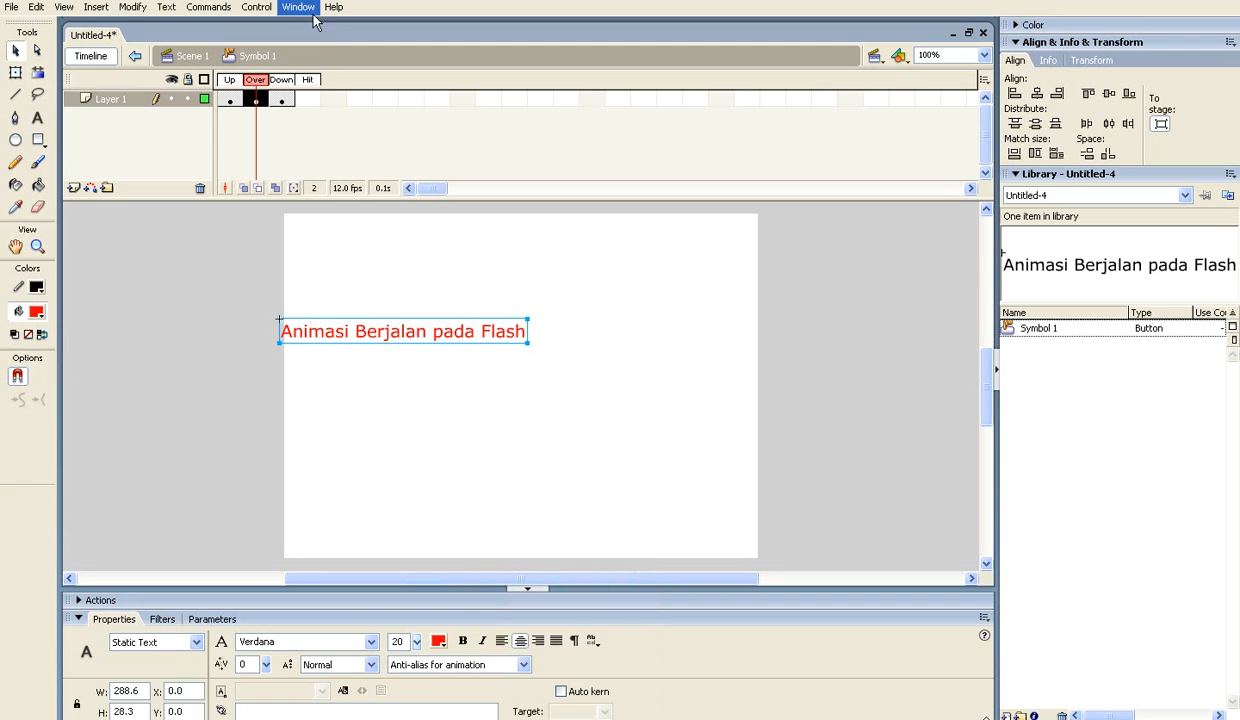 File Edit View Insert Modify Text Commands Control Window Help
Tools
View
Colors
Options
Untitled-4*
Timeline Scene 1 Symbol 1 100%
Up Over Down Hit
Layer 1
2 12.0 fps 0.1s
Animasi Berjalan pada Flash
Actions
Properties Filters Parameters
A Static Text A Verdana 20 B I
A/V 0 Normal Anti-alias for animation
W: 288.6 X: 0.0 Auto kern
H: 28.3 Y: 0.0 Target:
Color
Align & Info & Transform
Align Info Transform
Align:
To stage:
Distribute:
Match size: Space:
Library - Untitled-4
Untitled-4
One item in library
Animasi Berjalan pada Flash
Name Type Use Cou
Symbol 1 Button -